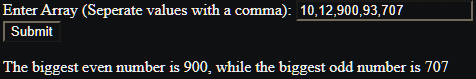 Enter Array (Seperate values with a comma): 10,12,900,93,707
Submit
The biggest even number is 900, while the biggest odd number is 707